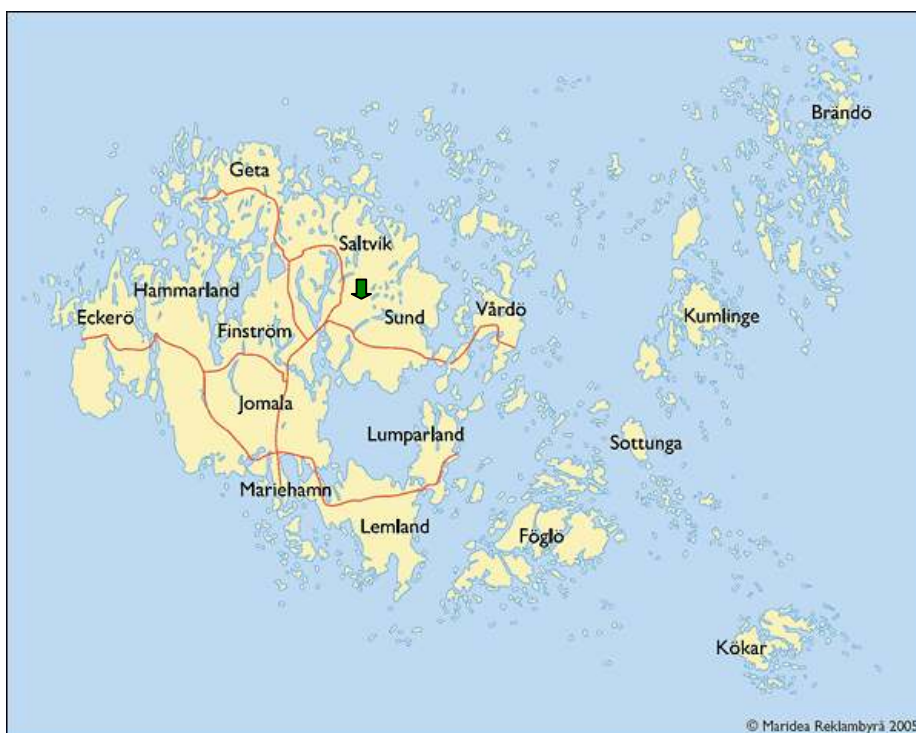 Brändö
Geta
Saltvik
Hammarland
Eckerö
Finström
Sund
Vårdö
Kumlinge
Jomala
Lumparland
Sottunga
Mariehamn
Lemland
Föglö
Kökar
© Maridea Reklambyrå 2005